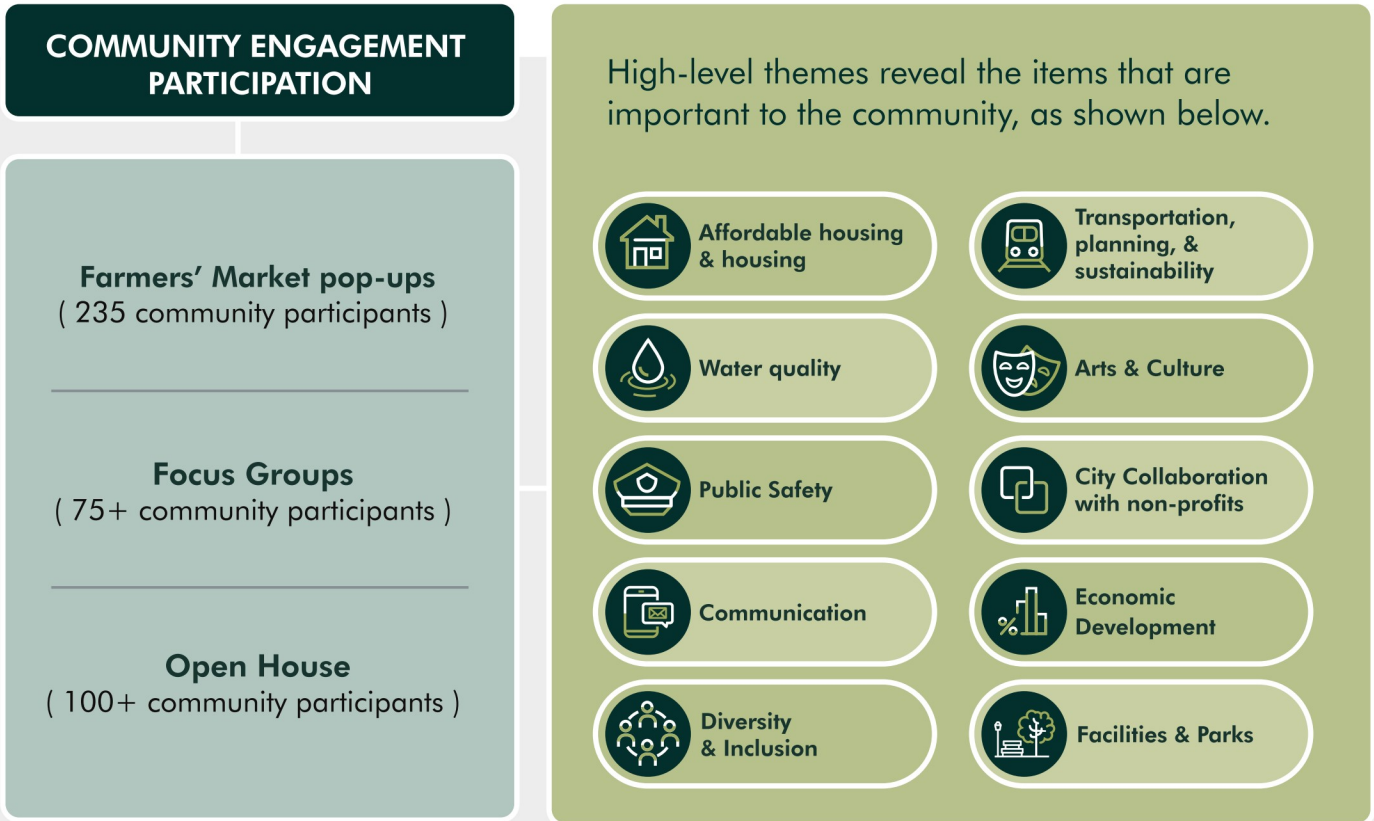 COMMUNITY ENGAGEMENT
PARTICIPATION
Farmers’ Market pop-ups
( 235 community participants )
Focus Groups
( 75+ community participants )
Open House
( 100+ community participants )
High-level themes reveal the items that are
important to the community, as shown below.
Affordable housing
& housing
Water quality
Public Safety
Communication
Diversity
& Inclusion
Transportation,
planning, &
sustainability
Arts & Culture
City Collaboration
with non-profits
Economic
Development
Facilities & Parks
%